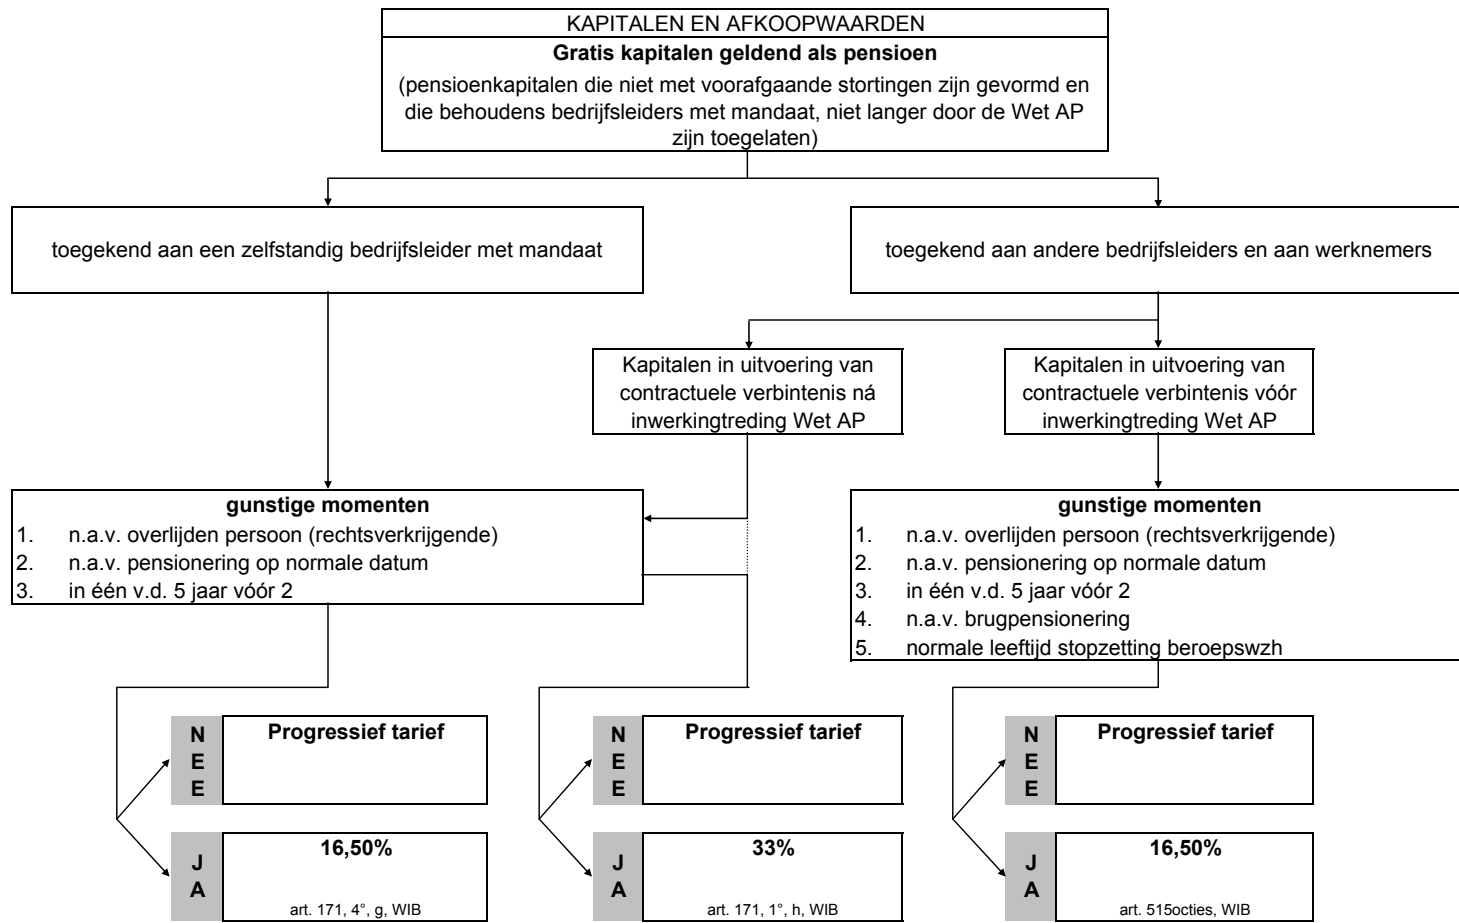 KAPITALEN EN AFKOOPWAARDEN
Gratis kapitalen geldend als pensioen
(pensioenkapitalen die niet met voorafgaande stortingen zijn gevormd en
die behoudens bedrijfsleiders met mandaat, niet langer door de Wet AP
zijn toegelaten)
toegekend aan een zelfstandig bedrijfsleider met mandaat
toegekend aan andere bedrijfsleiders en aan werknemers
Kapitalen in uitvoering van
contractuele verbintenis ná
inwerkingtreding Wet AP
Kapitalen in uitvoering van
contractuele verbintenis vóór
inwerkingtreding Wet AP
gunstige momenten
1. n.a.v. overlijden persoon (rechtsverkrijgende)
2. n.a.v. pensionering op normale datum
3. in één v.d. 5 jaar vóór 2
gunstige momenten
1. n.a.v. overlijden persoon (rechtsverkrijgende)
2. n.a.v. pensionering op normale datum
3. in één v.d. 5 jaar vóór 2
4. n.a.v. brugpensionering
5. normale leeftijd stopzetting beroepswzh
N
E
E
Progressief tarief
N
E
E
Progressief tarief
N
E
E
Progressief tarief
J
A
16,50%
art. 171, 4°, g, WIB
J
A
33%
art. 171, 1°, h, WIB
J
A
16,50%
art. 515octies, WIB